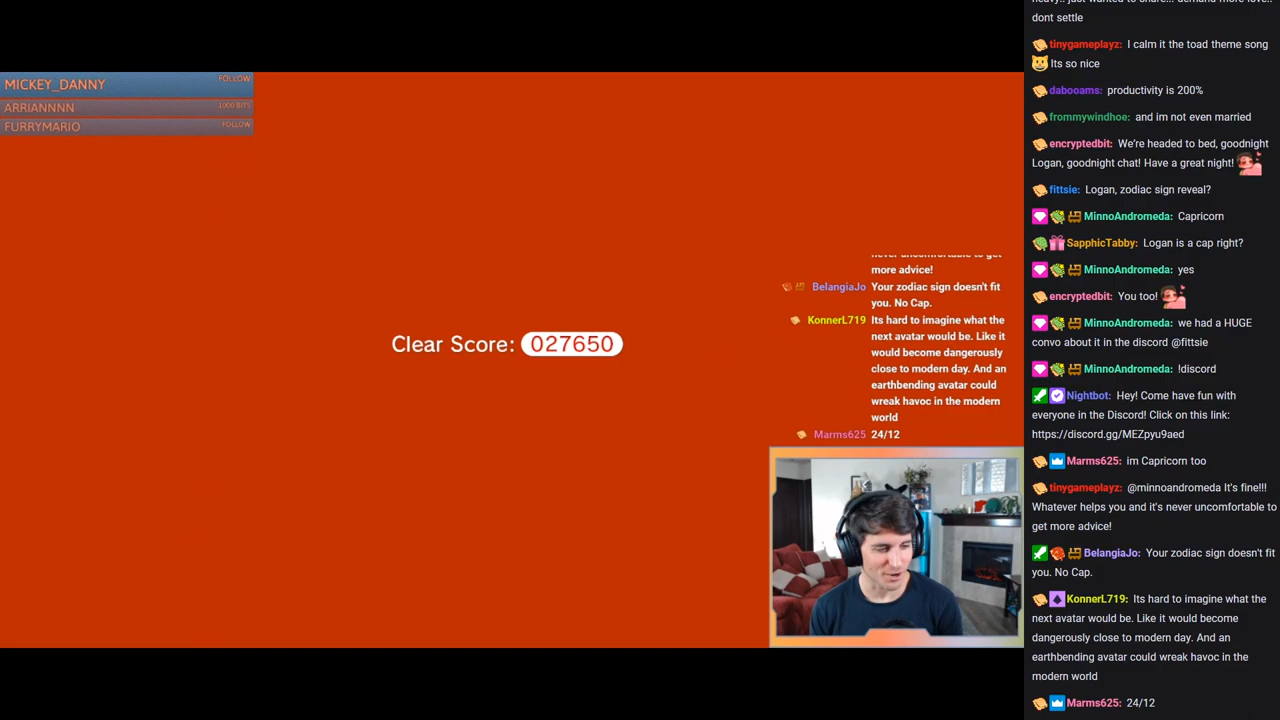 MICKEY_DANNY FOLLOW
ARRIANNNN 1000 BITS
FURRYMARIO FOLLOW
Clear Score: 027650
never uncomfortable to get
more advice!
BelangiaJo Your zodiac sign doesn't fit
you. No Cap.
KonnerL719 Its hard to imagine what the
next avatar would be. Like it
would become dangerously
close to modern day. And an
earthbending avatar could
wreak havoc in the modern
world
Marms625 24/12
heavy.. just wanted to share... demand more love..
dont settle
tinygameplayz: I calm it the toad theme song
Its so nice
dabooams: productivity is 200%
frommywindhoe: and im not even married
encryptedbit: We're headed to bed, goodnight
Logan, goodnight chat! Have a great night!
fittsie: Logan, zodiac sign reveal?
MinnoAndromeda: Capricorn
SapphicTabby: Logan is a cap right?
MinnoAndromeda: yes
encryptedbit: You too!
MinnoAndromeda: we had a HUGE
convo about it in the discord @fittsie
MinnoAndromeda: !discord
Nightbot: Hey! Come have fun with
everyone in the Discord! Click on this link:
https://discord.gg/MEZpyu9aed
Marms625: im Capricorn too
tinygameplayz: @minnoandromeda It's fine!!!
Whatever helps you and it's never uncomfortable to
get more advice!
BelangiaJo: Your zodiac sign doesn't fit
you. No Cap.
KonnerL719: Its hard to imagine what the
next avatar would be. Like it would become
dangerously close to modern day. And an
earthbending avatar could wreak havoc in the
modern world
Marms625: 24/12